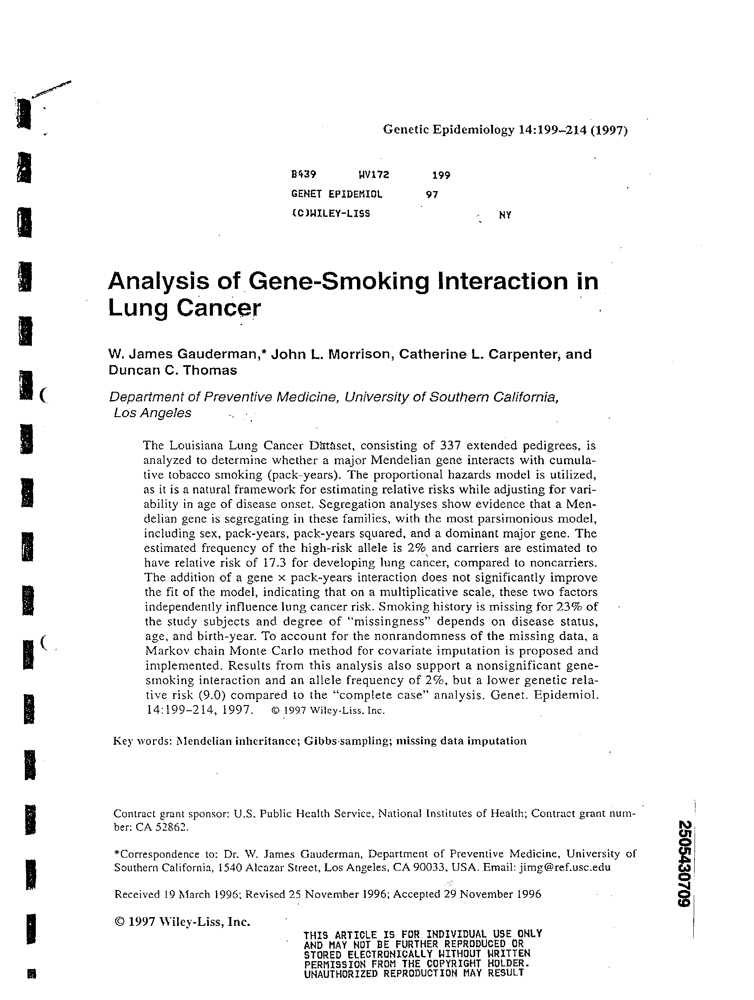 Genetic Epidemiology 14:199–214 (1997)
B439 WV172 199
GENET EPIDEMIOL 97
(C)WILEY-LISS NY
Analysis of Gene-Smoking Interaction in
Lung Cancer
W. James Gauderman,* John L. Morrison, Catherine L. Carpenter, and
Duncan C. Thomas
Department of Preventive Medicine, University of Southern California,
Los Angeles
The Louisiana Lung Cancer Dataset, consisting of 337 extended pedigrees, is
analyzed to determine whether a major Mendelian gene interacts with cumula-
tive tobacco smoking (pack-years). The proportional hazards model is utilized,
as it is a natural framework for estimating relative risks while adjusting for vari-
ability in age of disease onset. Segregation analyses show evidence that a Men-
delian gene is segregating in these families, with the most parsimonious model,
including sex, pack-years, pack-years squared, and a dominant major gene. The
estimated frequency of the high-risk allele is 2% and carriers are estimated to
have relative risk of 17.3 for developing lung cancer, compared to noncarriers.
The addition of a gene × pack-years interaction does not significantly improve
the fit of the model, indicating that on a multiplicative scale, these two factors
independently influence lung cancer risk. Smoking history is missing for 23% of
the study subjects and degree of "missingness" depends on disease status,
age, and birth-year. To account for the nonrandomness of the missing data, a
Markov chain Monte Carlo method for covariate imputation is proposed and
implemented. Results from this analysis also support a nonsignificant gene-
smoking interaction and an allele frequency of 2%, but a lower genetic rela-
tive risk (9.0) compared to the "complete case" analysis. Genet. Epidemiol.
14:199–214, 1997. © 1997 Wiley-Liss, Inc.
Key words: Mendelian inheritance; Gibbs sampling; missing data imputation
Contract grant sponsor: U.S. Public Health Service, National Institutes of Health; Contract grant num-
ber: CA 52862.
*Correspondence to: Dr. W. James Gauderman, Department of Preventive Medicine, University of
Southern California, 1540 Alcazar Street, Los Angeles, CA 90033, USA. Email: jimg@ref.usc.edu
Received 19 March 1996; Revised 25 November 1996; Accepted 29 November 1996
© 1997 Wiley-Liss, Inc.
THIS ARTICLE IS FOR INDIVIDUAL USE ONLY
AND MAY NOT BE FURTHER REPRODUCED OR
STORED ELECTRONICALLY WITHOUT WRITTEN
PERMISSION FROM THE COPYRIGHT HOLDER.
UNAUTHORIZED REPRODUCTION MAY RESULT
2505430709